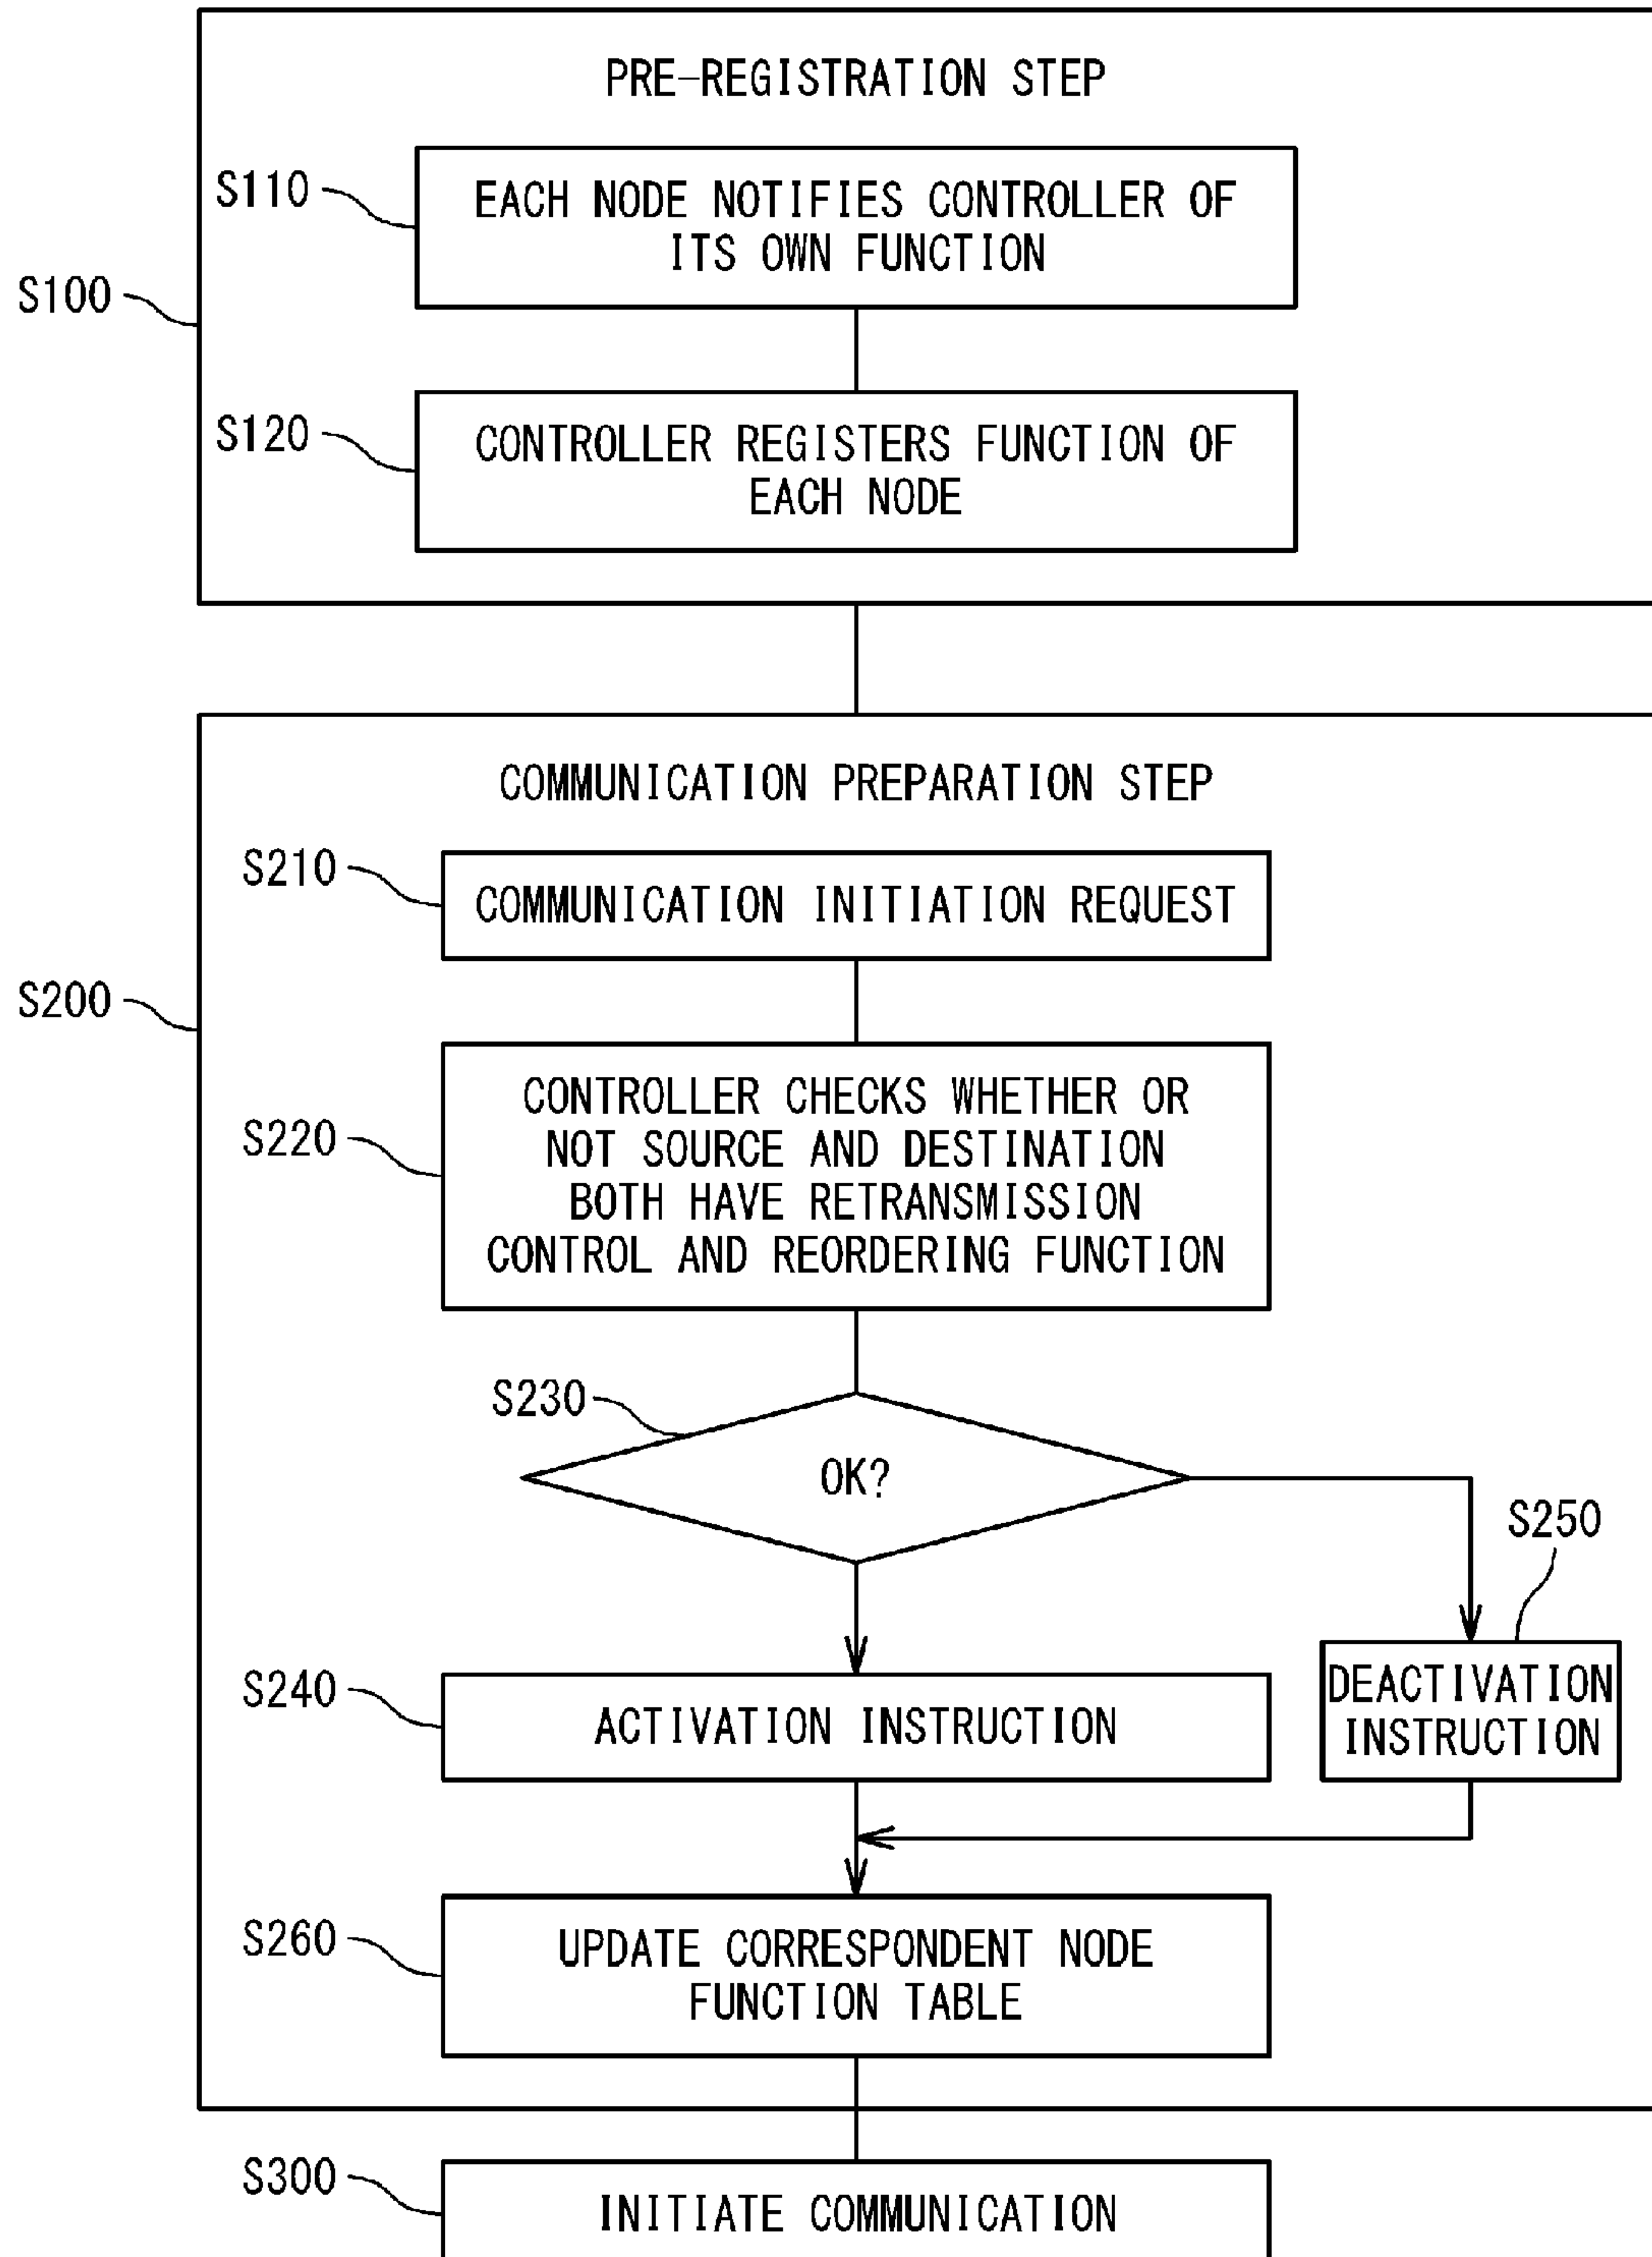 PRE-REGISTRATION STEP
S110
EACH NODE NOTIFIES CONTROLLER OF
ITS OWN FUNCTION
S100
S120
CONTROLLER REGISTERS FUNCTION OF
EACH NODE
COMMUNICATION PREPARATION STEP
S210
COMMUNICATION INITIATION REQUEST
S200
S220
CONTROLLER CHECKS WHETHER OR
NOT SOURCE AND DESTINATION
BOTH HAVE RETRANSMISSION
CONTROL AND REORDERING FUNCTION
S230
OK?
S250
DEACTIVATION
INSTRUCTION
S240
ACTIVATION INSTRUCTION
S260
UPDATE CORRESPONDENT NODE
FUNCTION TABLE
S300
INITIATE COMMUNICATION